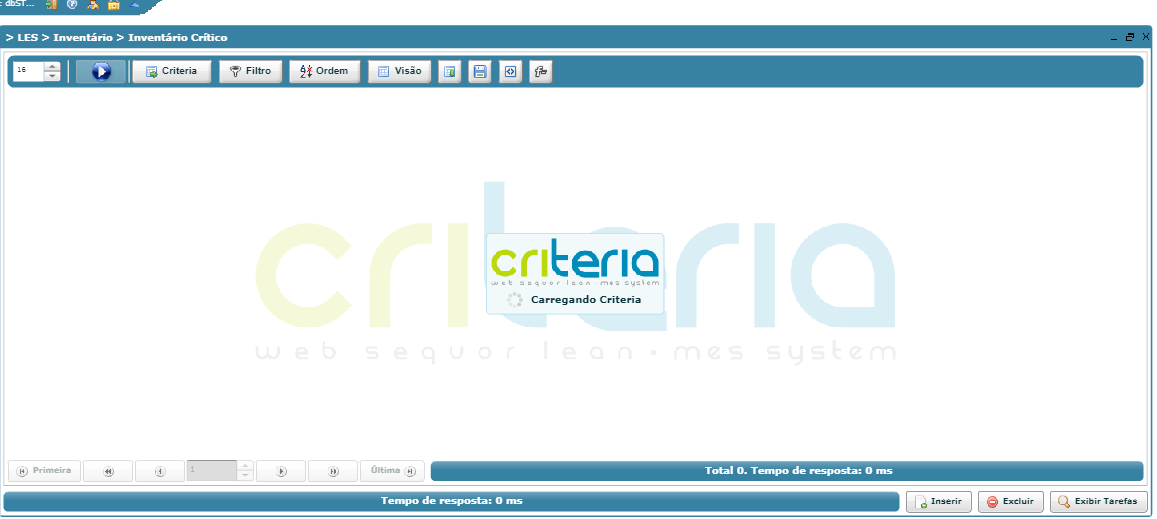 : dbST...
> LES > Inventário > Inventário Crítico
16 Criteria Filtro Ordem Visão
criteria
web sequor lean · mes system
criteria
web sequor lean · mes system
Carregando Criteria
Primeira 1 Última Total 0. Tempo de resposta: 0 ms
Tempo de resposta: 0 ms Inserir Excluir Exibir Tarefas